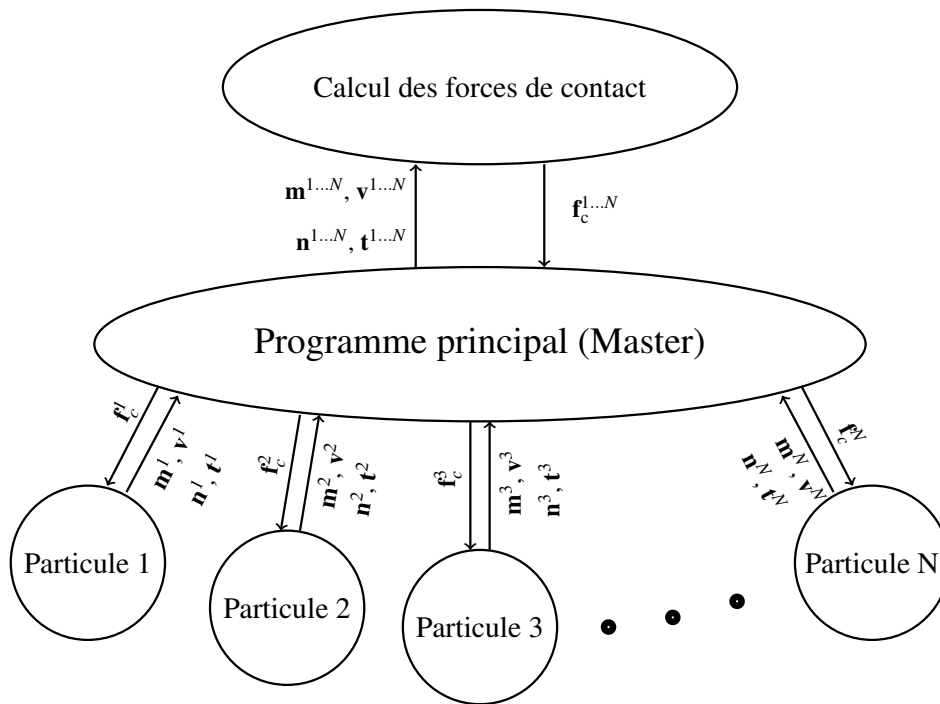 Calcul des forces de contact
m^{1...N}, v^{1...N}
n^{1...N}, t^{1...N}
f_c^{1...N}
Programme principal (Master)
f_c^1
m^1, v^1
n^1, t^1
f_c^2
m^2, v^2
n^2, t^2
f_c^3
m^3, v^3
n^3, t^3
f_c^N
m^N, v^N
n^N, t^N
Particule 1
Particule 2
Particule 3
Particule N